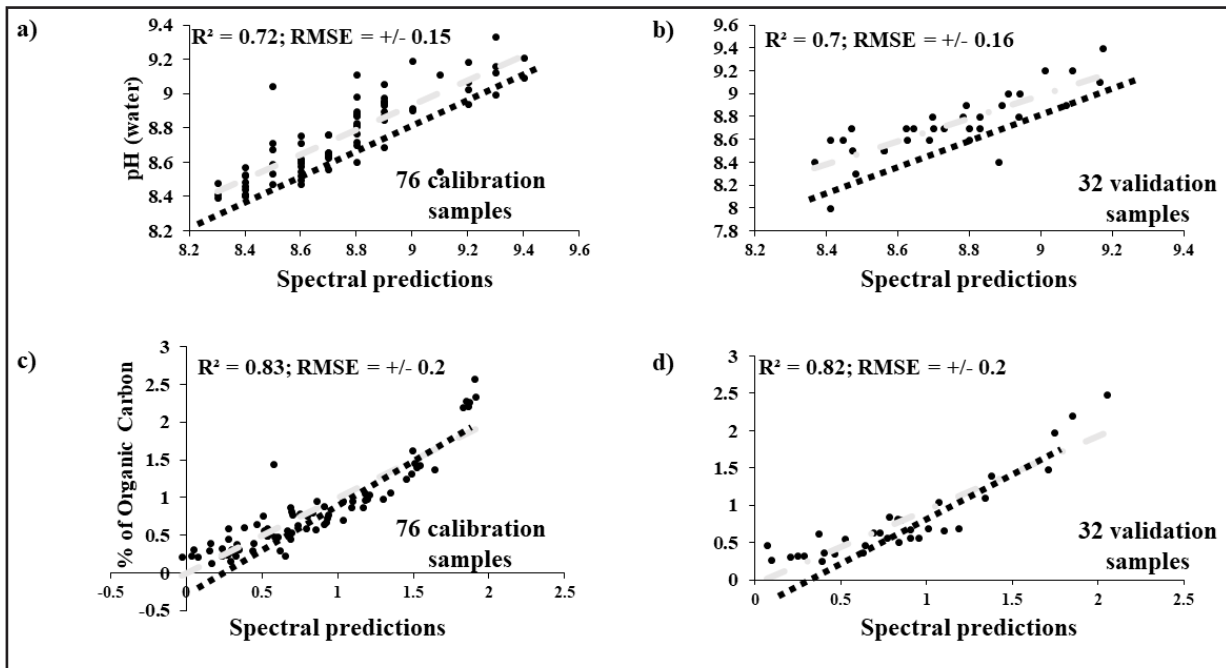 a)
R² = 0.72; RMSE = +/- 0.15
pH (water)
9.4
9.2
9
8.8
8.6
8.4
8.2
8.2 8.4 8.6 8.8 9 9.2 9.4 9.6
76 calibration
samples
Spectral predictions
b)
R² = 0.7; RMSE = +/- 0.16
9.6
9.4
9.2
9
8.8
8.6
8.4
8.2
8
7.8
8.2 8.4 8.6 8.8 9 9.2 9.4
32 validation
samples
Spectral predictions
c)
R² = 0.83; RMSE = +/- 0.2
% of Organic Carbon
3
2.5
2
1.5
1
0.5
0
-0.5
-0.5 0 0.5 1 1.5 2 2.5
76 calibration
samples
Spectral predictions
d)
R² = 0.82; RMSE = +/- 0.2
3
2.5
2
1.5
1
0.5
0
0 0.5 1 1.5 2 2.5
32 validation
samples
Spectral predictions